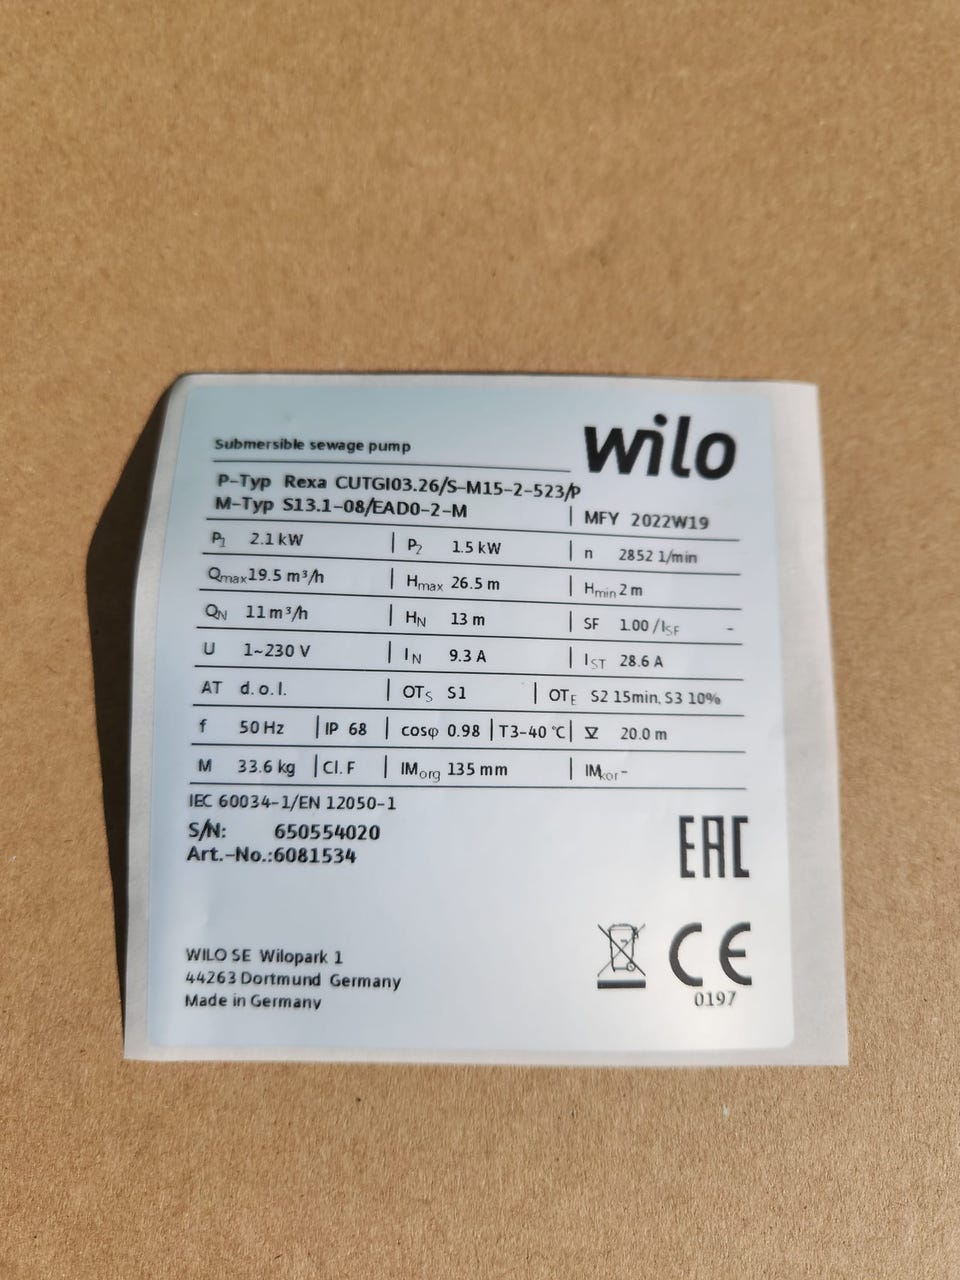 wilo
Submersible sewage pump
P-Typ Rexa CUTGI03.26/S-M15-2-523/P
M-Typ S13.1-08/EAD0-2-M | MFY 2022W19
P1 2.1 kW | P2 1.5 kW | n 2852 1/min
Qmax 19.5 m³/h | Hmax 26.5 m | Hmin 2 m
QN 11 m³/h | HN 13 m | SF 1.00 /ISF -
U 1~230 V | IN 9.3 A | IST 28.6 A
AT d.o.l. | OTS S1 | OTE S2 15min, S3 10%
f 50 Hz | IP 68 | cosφ 0.98 | T3-40 °C | 20.0 m
M 33.6 kg | Cl. F | IMorg 135 mm | IMkor -
IEC 60034-1/EN 12050-1
S/N: 650554020
Art.-No.:6081534
EAC
CE
0197
WILO SE Wilopark 1
44263 Dortmund Germany
Made in Germany